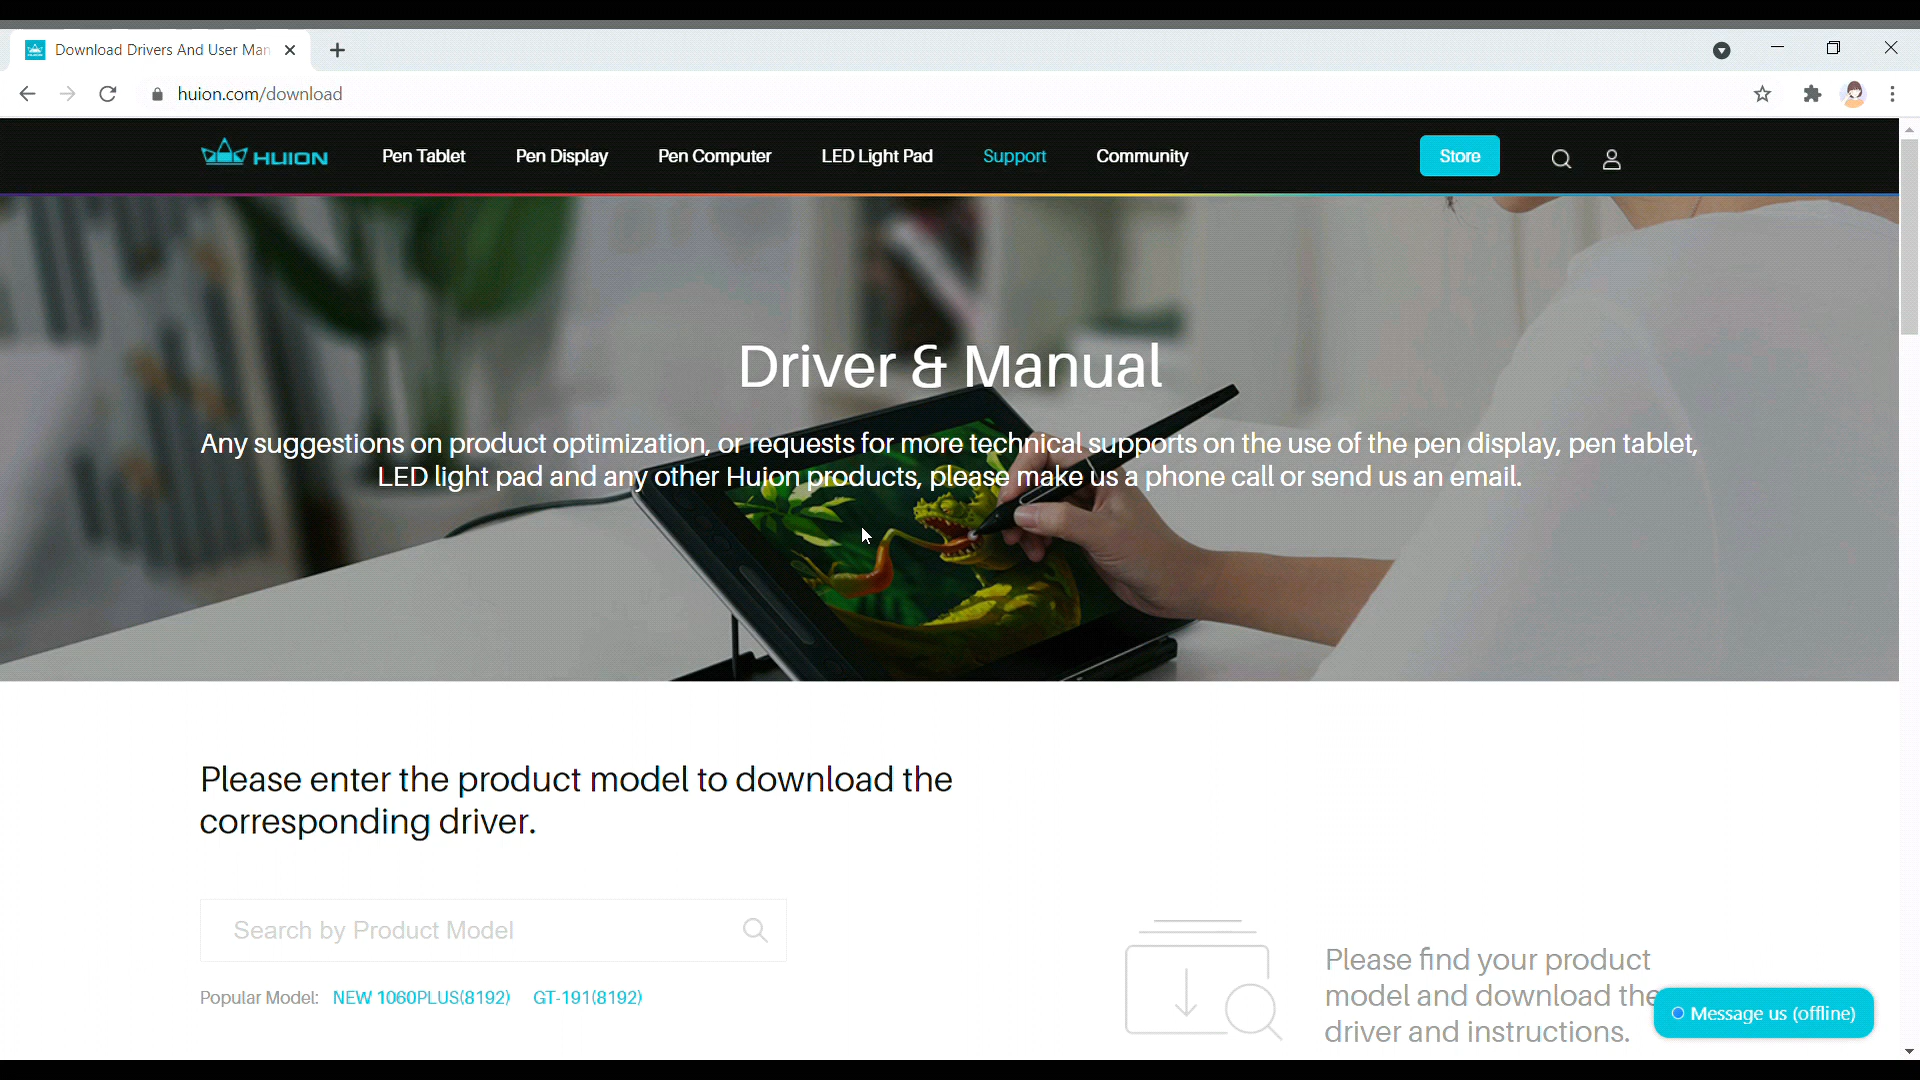 Download Drivers And User Man
huion.com/download
HUION
Pen Tablet
Pen Display
Pen Computer
LED Light Pad
Support
Community
Store
Driver & Manual
Any suggestions on product optimization, or requests for more technical supports on the use of the pen display, pen tablet,
LED light pad and any other Huion products, please make us a phone call or send us an email.
Please enter the product model to download the
corresponding driver.
Search by Product Model
Popular Model: NEW 1060PLUS(8192) GT-191(8192)
Please find your product
model and download the
driver and instructions.
Message us (offline)